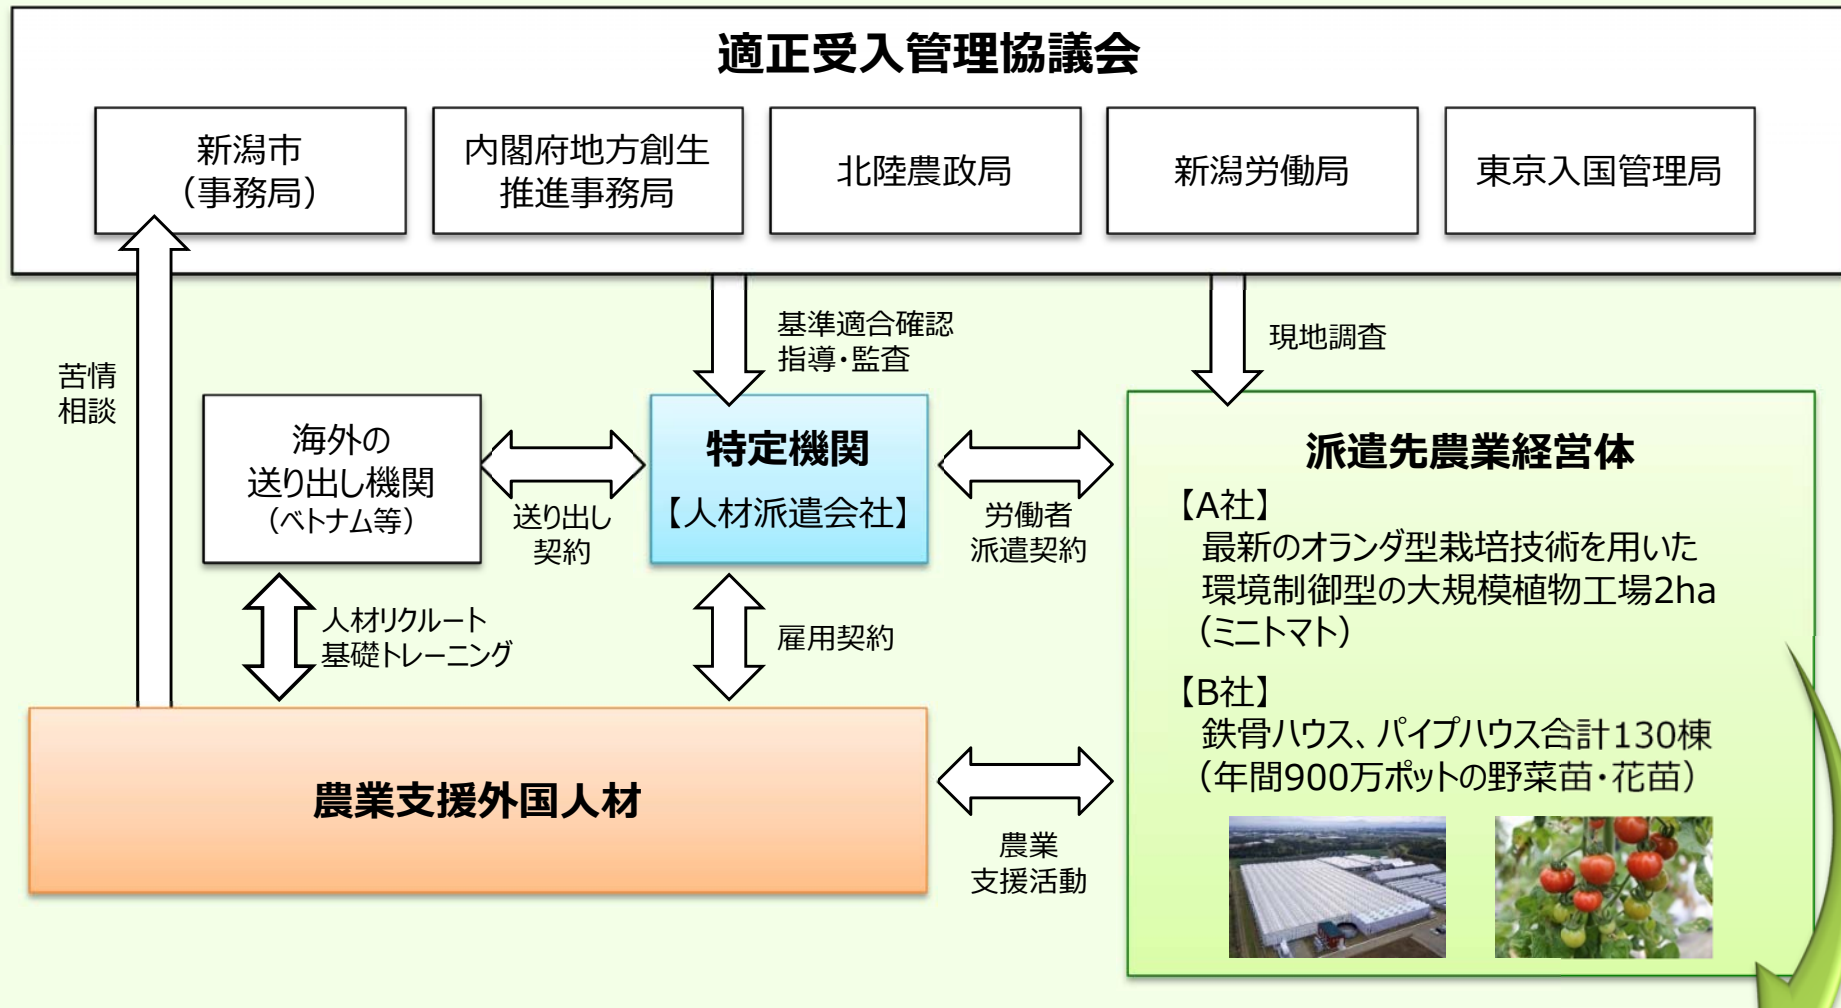 適正受入管理協議会
新潟市
（事務局）
内閣府地方創生
推進事務局
北陸農政局
新潟労働局
東京入国管理局
苦情
相談
基準適合確認
指導・監査
現地調査
海外の
送り出し機関
（ベトナム等）
送り出し
契約
特定機関
【人材派遣会社】
労働者
派遣契約
派遣先農業経営体
【A社】
最新のオランダ型栽培技術を用いた
環境制御型の大規模植物工場2ha
（ミニトマト）
【B社】
鉄骨ハウス、パイプハウス合計130棟
（年間900万ポットの野菜苗・花苗）
人材リクルート
基礎トレーニング
雇用契約
農業支援外国人材
農業
支援活動